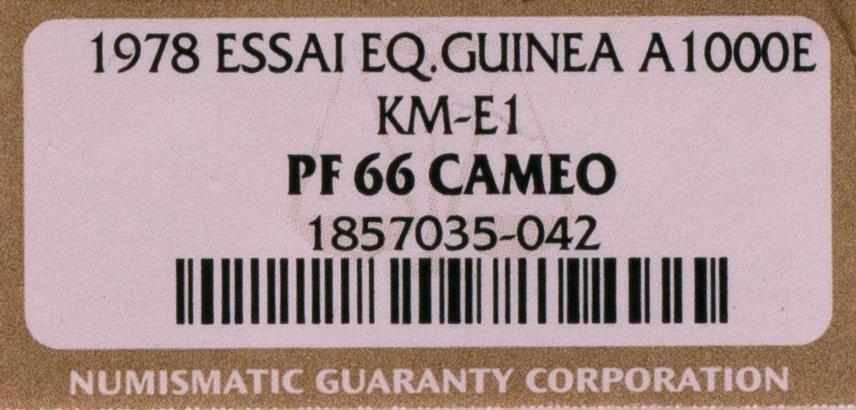 1978 ESSAI EQ.GUINEA A1000E
KM-E1
PF 66 CAMEO
1857035-042
NUMISMATIC GUARANTY CORPORATION